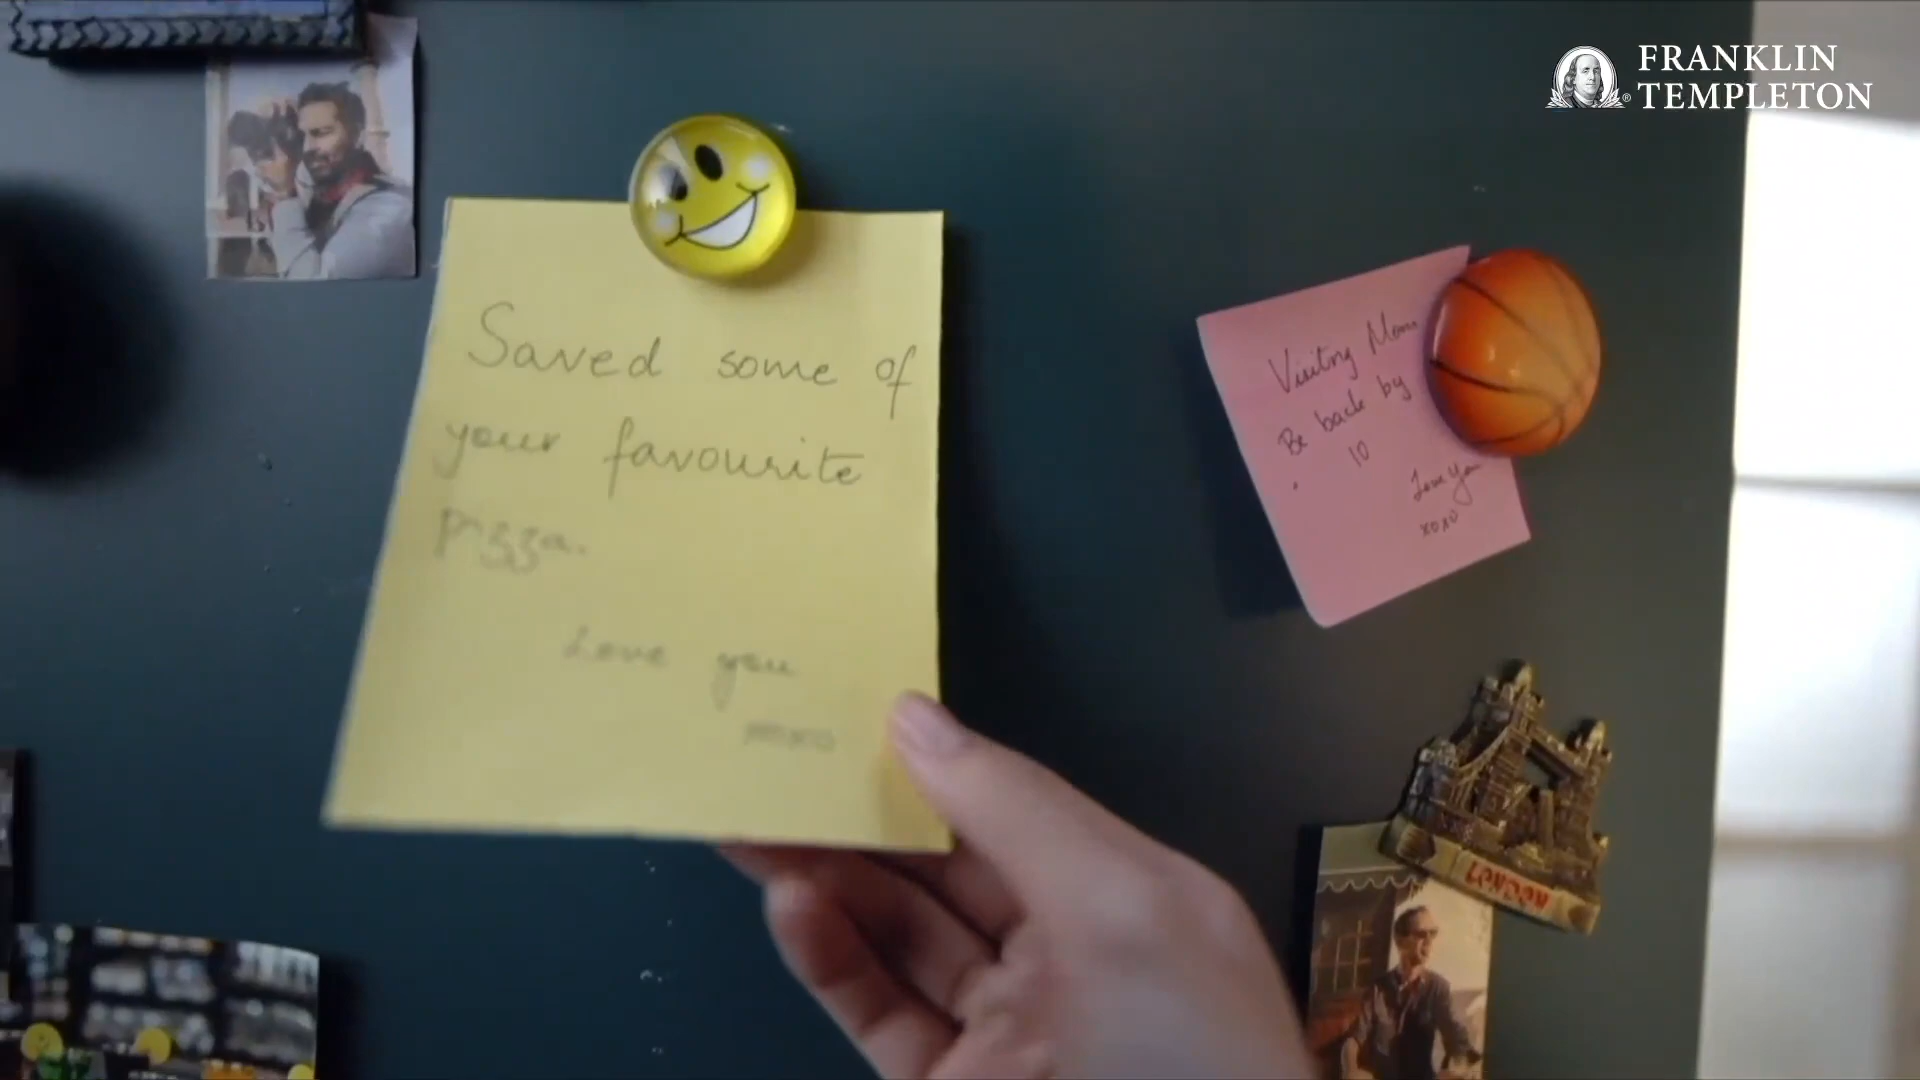 FRANKLIN
TEMPLETON
Saved some of
your favourite
pizza.
Love you
xoxo
Visiting Mom
Be back by
10
Love You
xoxo
LONDON